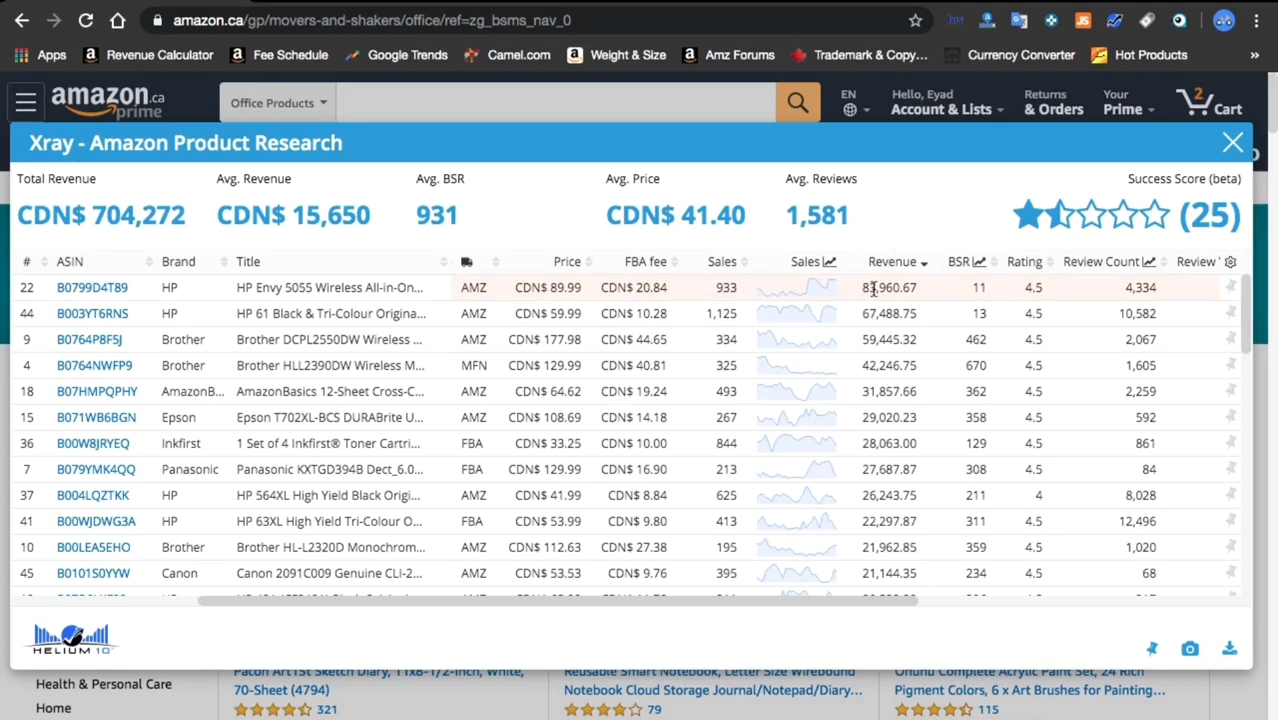 amazon.ca/gp/movers-and-shakers/office/ref=zg_bsms_nav_0
Apps Revenue Calculator Fee Schedule Google Trends Camel.com Weight & Size Amz Forums Trademark & Copy... Currency Converter Hot Products »
amazon.ca prime Office Products EN Hello, Eyad Account & Lists Returns & Orders Your Prime 2 Cart
Xray - Amazon Product Research
Total Revenue Avg. Revenue Avg. BSR Avg. Price Avg. Reviews Success Score (beta)
CDN$ 704,272 CDN$ 15,650 931 CDN$ 41.40 1,581 (25)
# ASIN Brand Title Price FBA fee Sales Sales Revenue BSR Rating Review Count Review
22 B0799D4T89 HP HP Envy 5055 Wireless All-in-On... AMZ CDN$ 89.99 CDN$ 20.84 933 83,960.67 11 4.5 4,334
44 B003YT6RNS HP HP 61 Black & Tri-Colour Origina... AMZ CDN$ 59.99 CDN$ 10.28 1,125 67,488.75 13 4.5 10,582
9 B0764P8F5J Brother Brother DCPL2550DW Wireless ... AMZ CDN$ 177.98 CDN$ 44.65 334 59,445.32 462 4.5 2,067
4 B0764NWFP9 Brother Brother HLL2390DW Wireless M... MFN CDN$ 129.99 CDN$ 40.81 325 42,246.75 670 4.5 1,605
18 B07HMPQPHY AmazonB... AmazonBasics 12-Sheet Cross-C... AMZ CDN$ 64.62 CDN$ 19.24 493 31,857.66 362 4.5 2,259
15 B071WB6BGN Epson Epson T702XL-BCS DURABrite U... AMZ CDN$ 108.69 CDN$ 14.18 267 29,020.23 358 4.5 592
36 B00W8JRYEQ Inkfirst 1 Set of 4 Inkfirst® Toner Cartri... FBA CDN$ 33.25 CDN$ 10.00 844 28,063.00 129 4.5 861
7 B079YMK4QQ Panasonic Panasonic KXTGD394B Dect_6.0... FBA CDN$ 129.99 CDN$ 16.90 213 27,687.87 308 4.5 84
37 B004LQZTKK HP HP 564XL High Yield Black Origi... AMZ CDN$ 41.99 CDN$ 8.84 625 26,243.75 211 4 8,028
41 B00WJDWG3A HP HP 63XL High Yield Tri-Colour O... FBA CDN$ 53.99 CDN$ 9.80 413 22,297.87 311 4.5 12,496
10 B00LEA5EHO Brother Brother HL-L2320D Monochrom... AMZ CDN$ 112.63 CDN$ 27.38 195 21,962.85 359 4.5 1,020
45 B0101S0YYW Canon Canon 2091C009 Genuine CLI-2... AMZ CDN$ 53.53 CDN$ 9.76 395 21,144.35 234 4.5 68
HELIUM 10
Pacon Art1st Sketch Diary, 11x8-1/2-Inch, White, Reusable Smart Notebook, Letter Size Wirebound Ohuhu Complete Acrylic Paint Set, 24 Rich
Health & Personal Care 70-Sheet (4794) Notebook Cloud Storage Journal/Notepad/Diary... Pigment Colors, 6 x Art Brushes for Painting...
Home 321 79 115